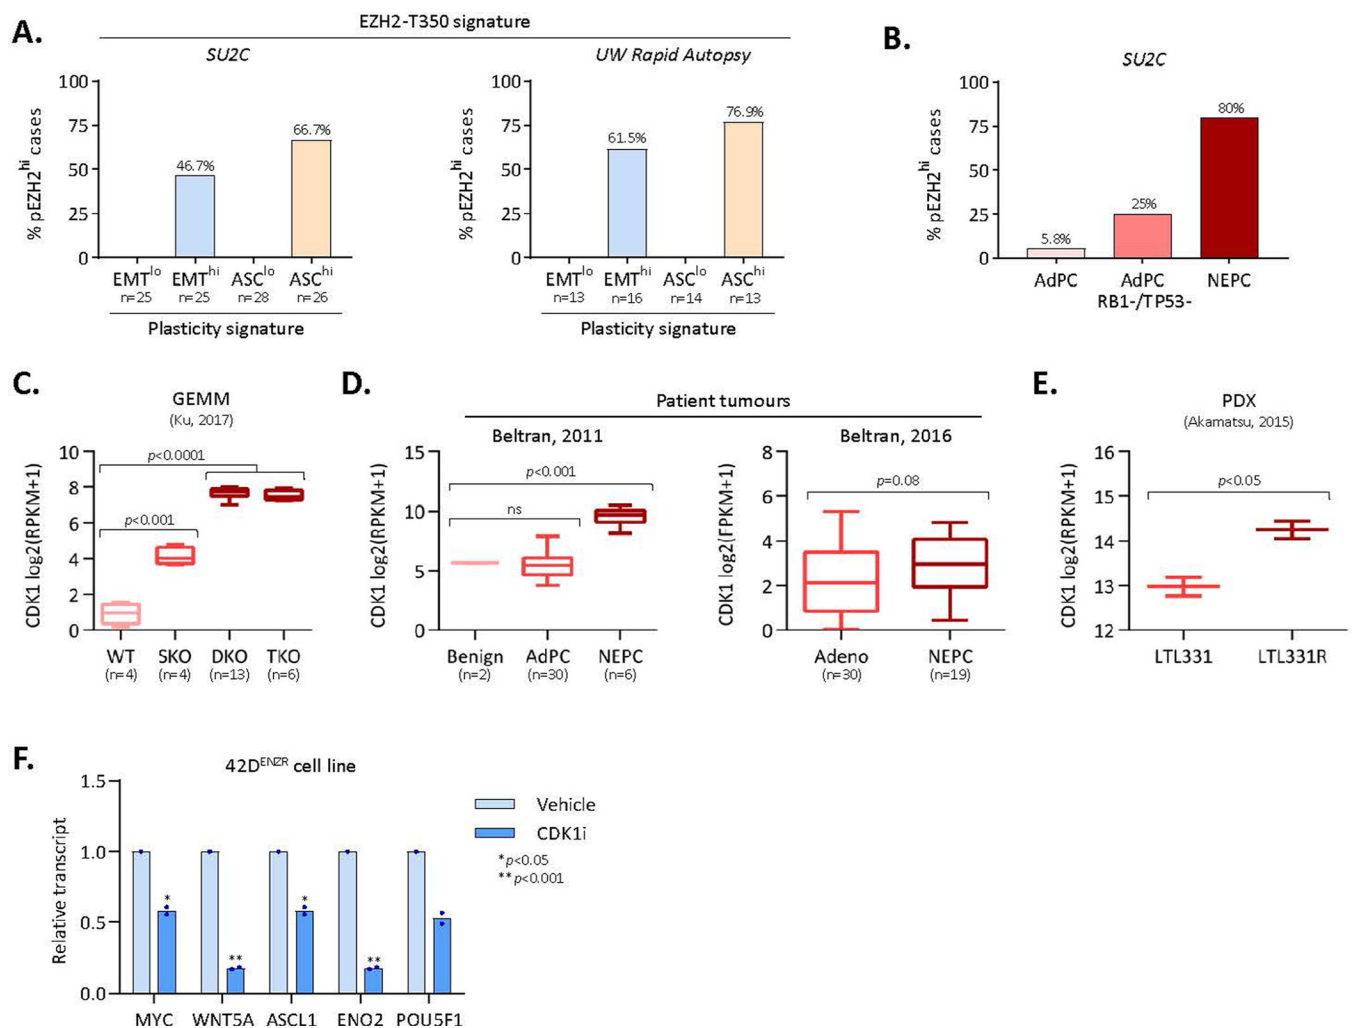 A.
EZH2-T350 signature
SU2C
UW Rapid Autopsy
% pEZH2hi cases
100
75
50
25
0
46.7%
66.7%
EMTlo EMThi ASClo ASChi
n=25 n=25 n=28 n=26
Plasticity signature
% pEZH2hi cases
100
75
50
25
0
61.5%
76.9%
EMTlo EMThi ASClo ASChi
n=13 n=16 n=14 n=13
Plasticity signature
B.
SU2C
% pEZH2hi cases
100
75
50
25
0
5.8%
25%
80%
AdPC AdPC NEPC
RB1-/TP53-
C.
GEMM
(Ku, 2017)
CDK1 log2(RPKM+1)
10
8
6
4
2
0
p<0.0001
p<0.001
WT SKO DKO TKO
(n=4) (n=4) (n=13) (n=6)
D.
Patient tumours
Beltran, 2011
CDK1 log2(RPKM+1)
15
10
5
0
p<0.001
ns
Benign AdPC NEPC
(n=2) (n=30) (n=6)
Beltran, 2016
CDK1 log2(FPKM+1)
8
6
4
2
0
p=0.08
Adeno NEPC
(n=30) (n=19)
E.
PDX
(Akamatsu, 2015)
CDK1 log2(RPKM+1)
16
15
14
13
12
p<0.05
LTL331 LTL331R
F.
42DENZR cell line
Relative transcript
1.5
1.0
0.5
0.0
*
**
*
**
MYC WNT5A ASCL1 ENO2 POU5F1
Vehicle
CDK1i
*p<0.05
**p<0.001